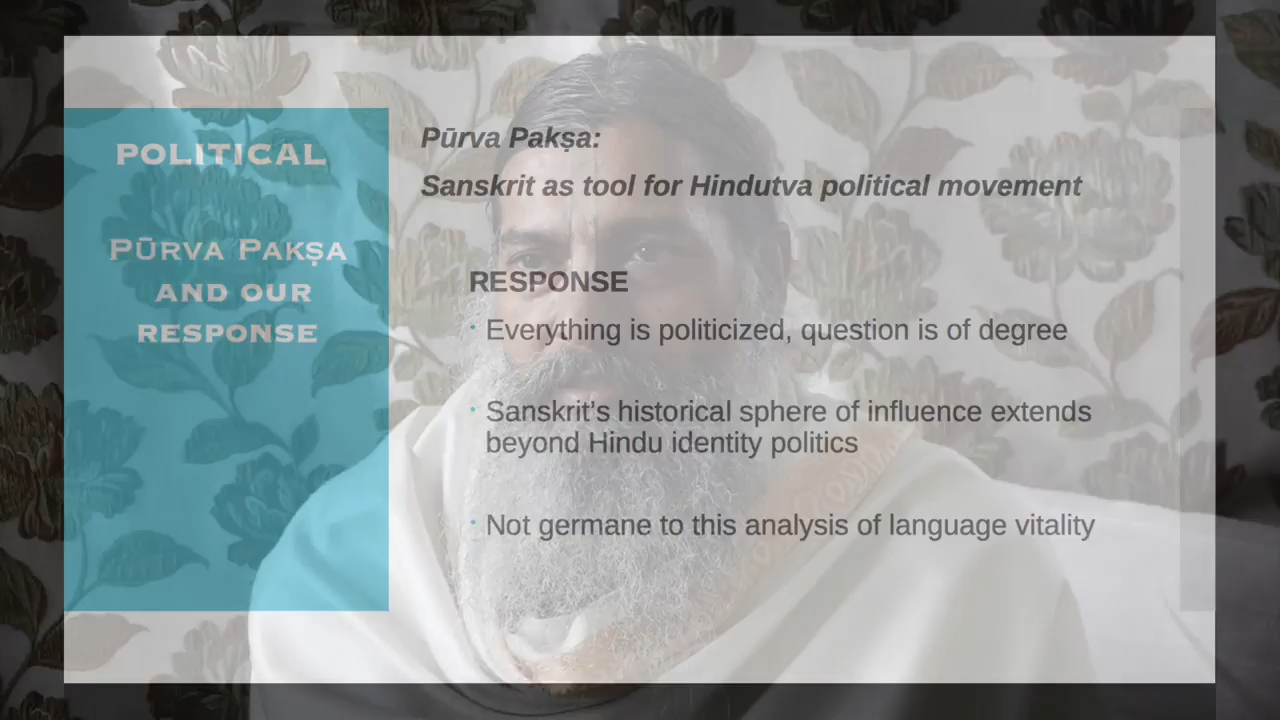 POLITICAL
PŪRVA PAKṢA
AND OUR
RESPONSE
Pūrva Pakṣa:
Sanskrit as tool for Hindutva political movement
RESPONSE
Everything is politicized, question is of degree
Sanskrit’s historical sphere of influence extends
beyond Hindu identity politics
Not germane to this analysis of language vitality